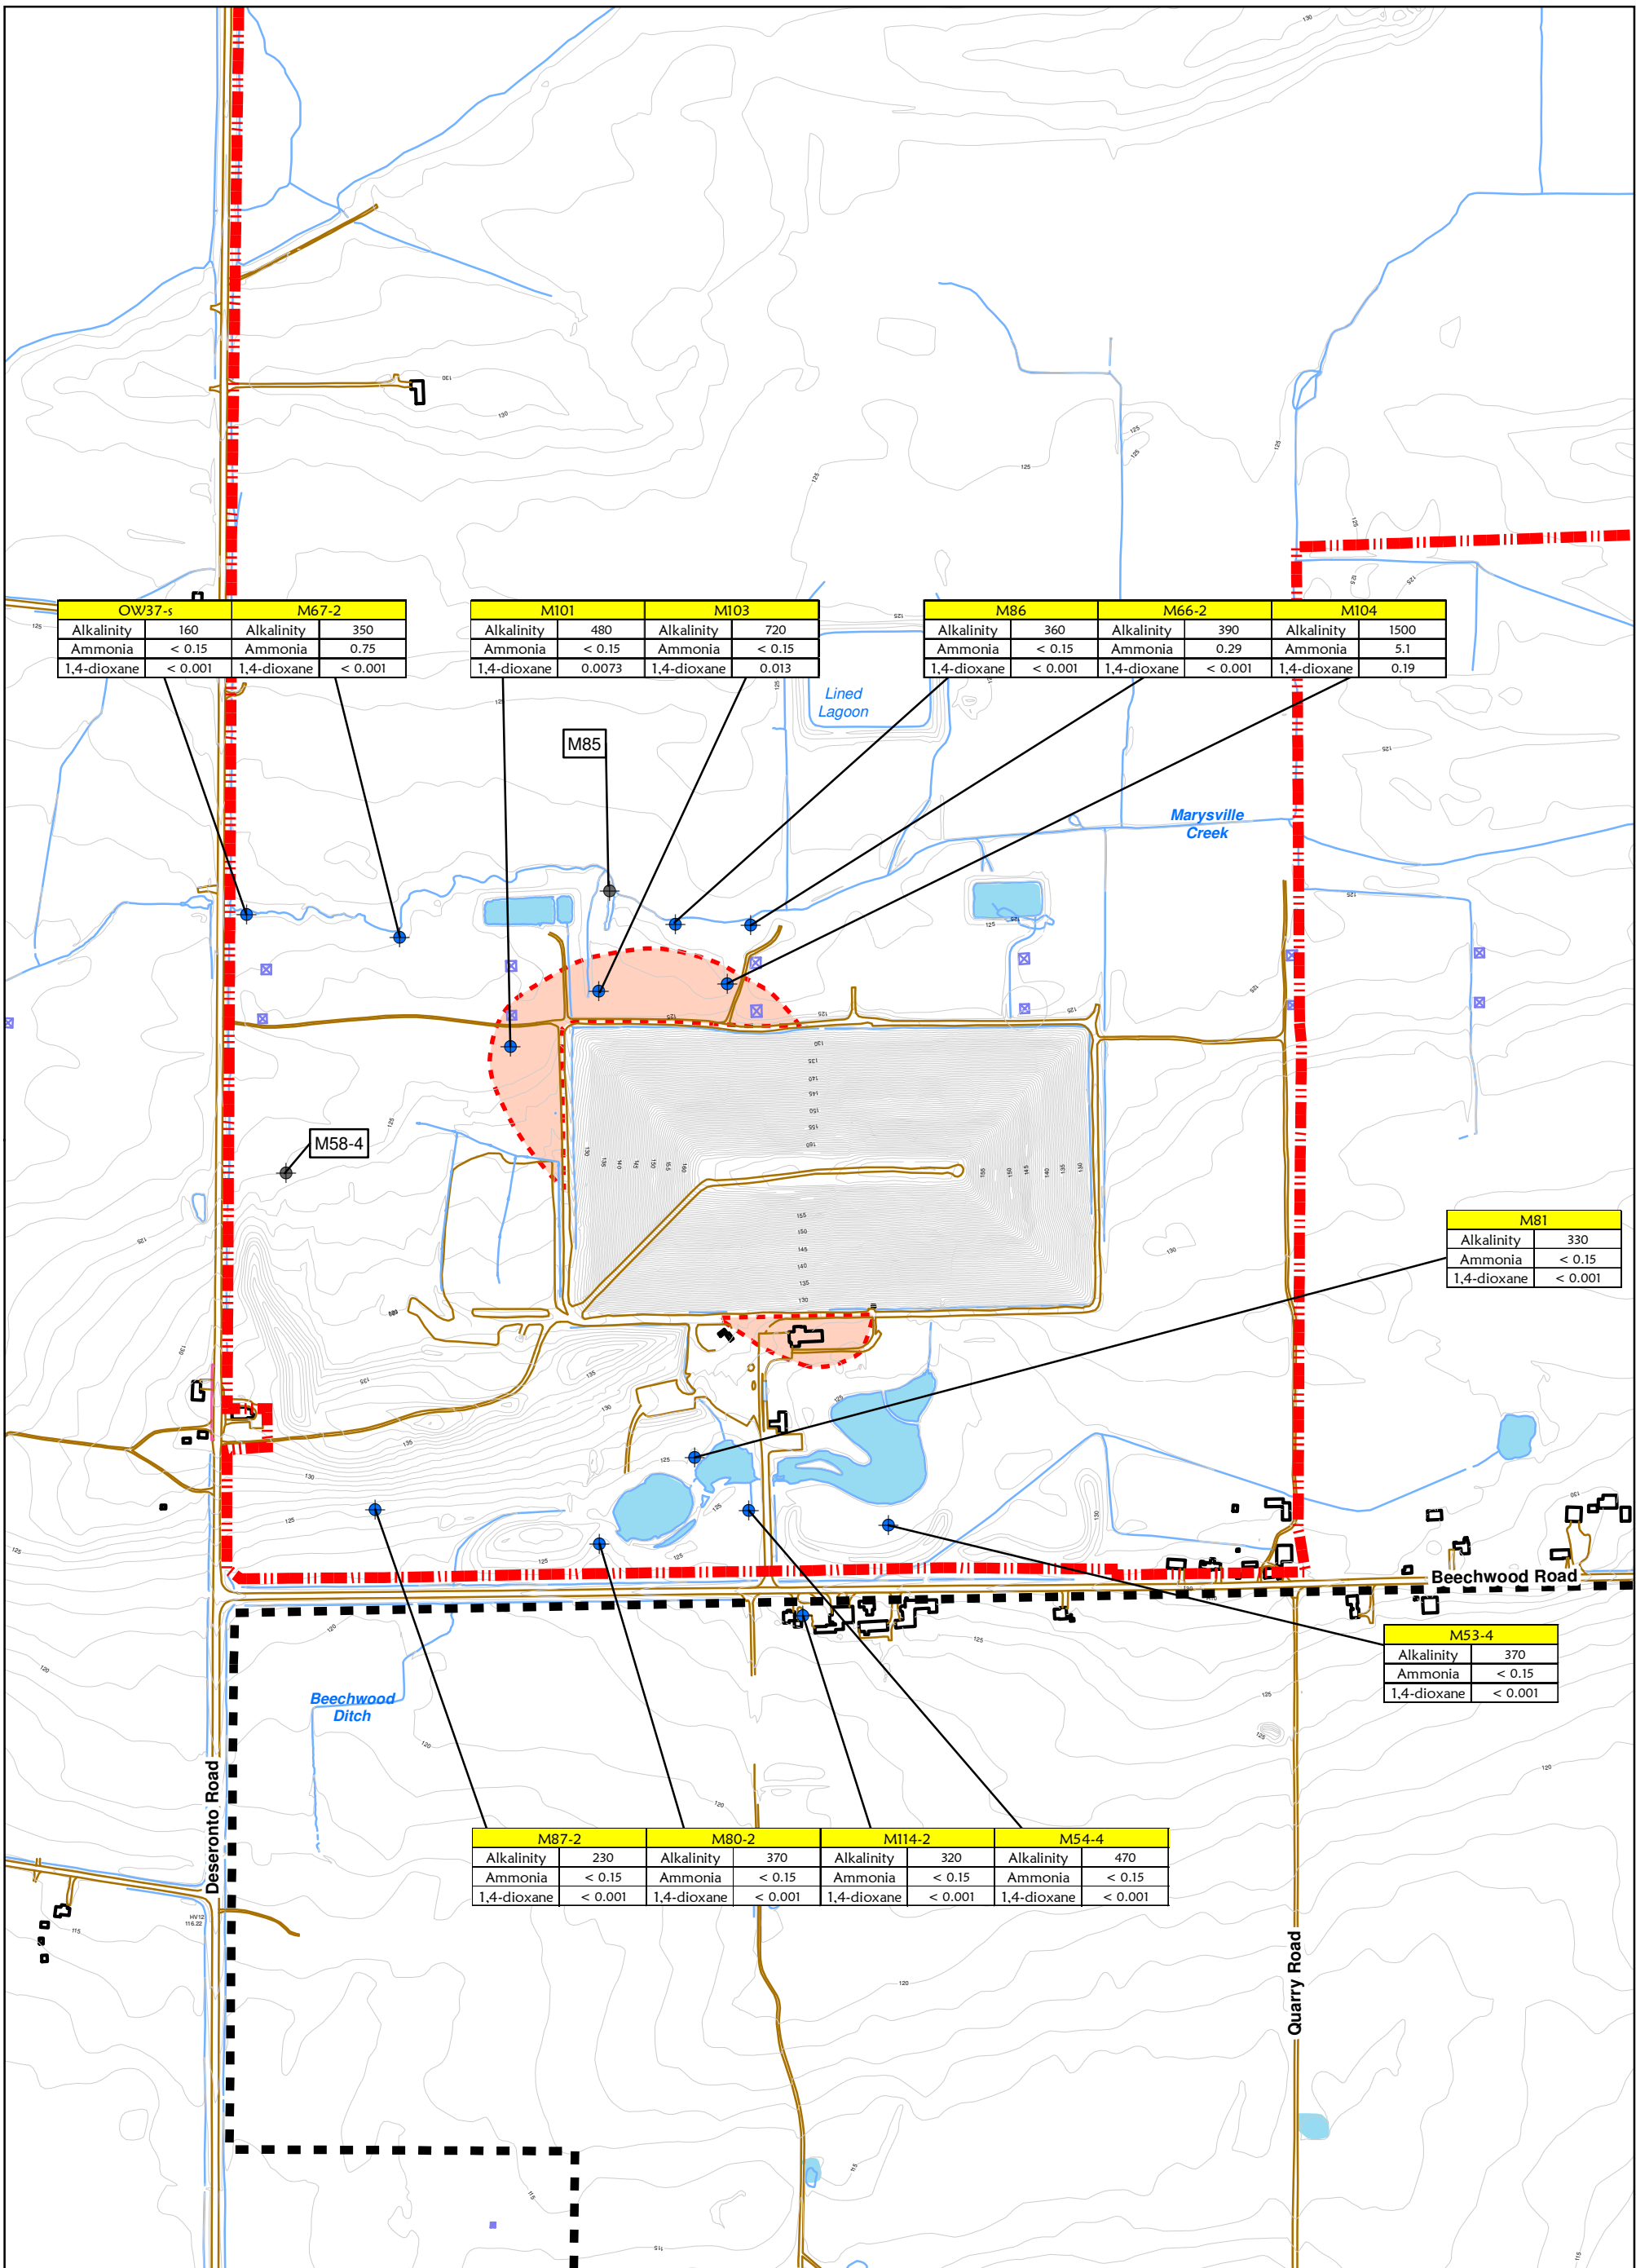 OW37-s M67-2
Alkalinity 160 Alkalinity 350
Ammonia < 0.15 Ammonia 0.75
1,4-dioxane < 0.001 1,4-dioxane < 0.001
M101 M103
Alkalinity 480 Alkalinity 720
Ammonia < 0.15 Ammonia < 0.15
1,4-dioxane 0.0073 1,4-dioxane 0.013
M86 M66-2 M104
Alkalinity 360 Alkalinity 390 Alkalinity 1500
Ammonia < 0.15 Ammonia 0.29 Ammonia 5.1
1,4-dioxane < 0.001 1,4-dioxane < 0.001 1,4-dioxane 0.19
Lined
Lagoon
M85
Marysville
Creek
M58-4
M81
Alkalinity 330
Ammonia < 0.15
1,4-dioxane < 0.001
Beechwood Road
M53-4
Alkalinity 370
Ammonia < 0.15
1,4-dioxane < 0.001
Beechwood
Ditch
Deseronto Road
M87-2 M80-2 M114-2 M54-4
Alkalinity 230 Alkalinity 370 Alkalinity 320 Alkalinity 470
Ammonia < 0.15 Ammonia < 0.15 Ammonia < 0.15 Ammonia < 0.15
1,4-dioxane < 0.001 1,4-dioxane < 0.001 1,4-dioxane < 0.001 1,4-dioxane < 0.001
HV12
116.22
Quarry Road